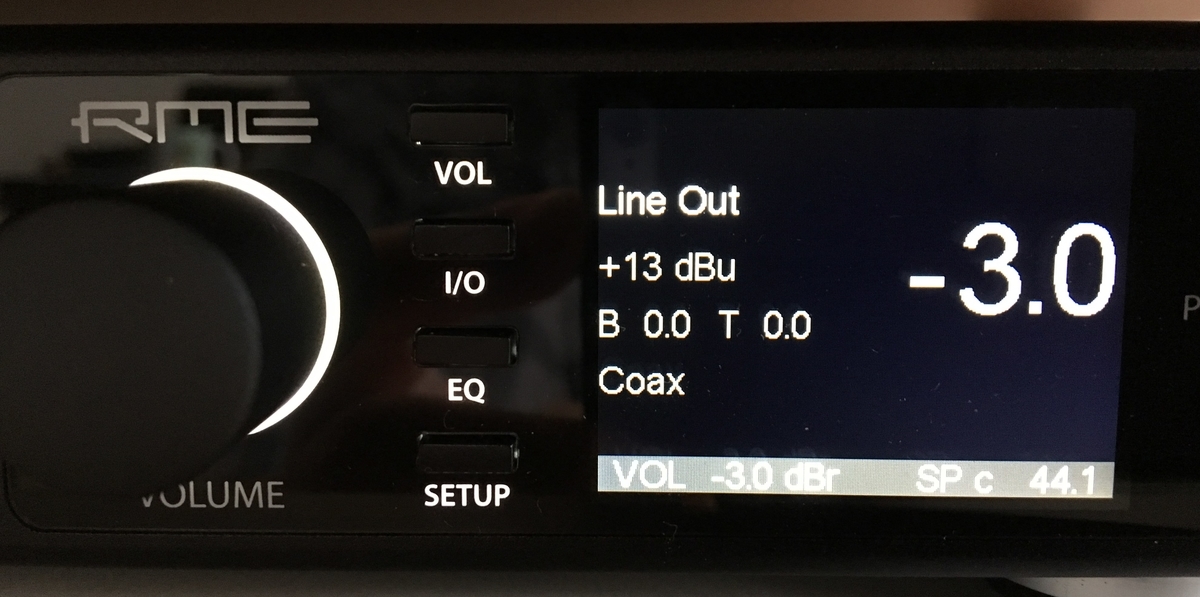 RME
VOL
I/O
EQ
SETUP
VOLUME
Line Out
+13 dBu
B 0.0 T 0.0
Coax
-3.0
VOL -3.0 dBr SP c 44.1